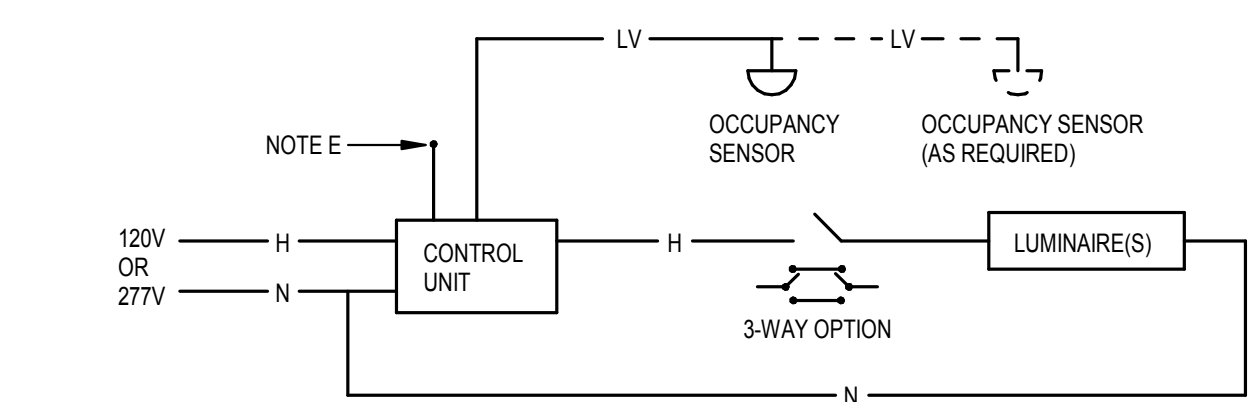 LV
LV
OCCUPANCY
SENSOR
OCCUPANCY SENSOR
(AS REQUIRED)
NOTE E
120V
OR
277V
H
N
CONTROL
UNIT
H
LUMINAIRE(S)
3-WAY OPTION
N